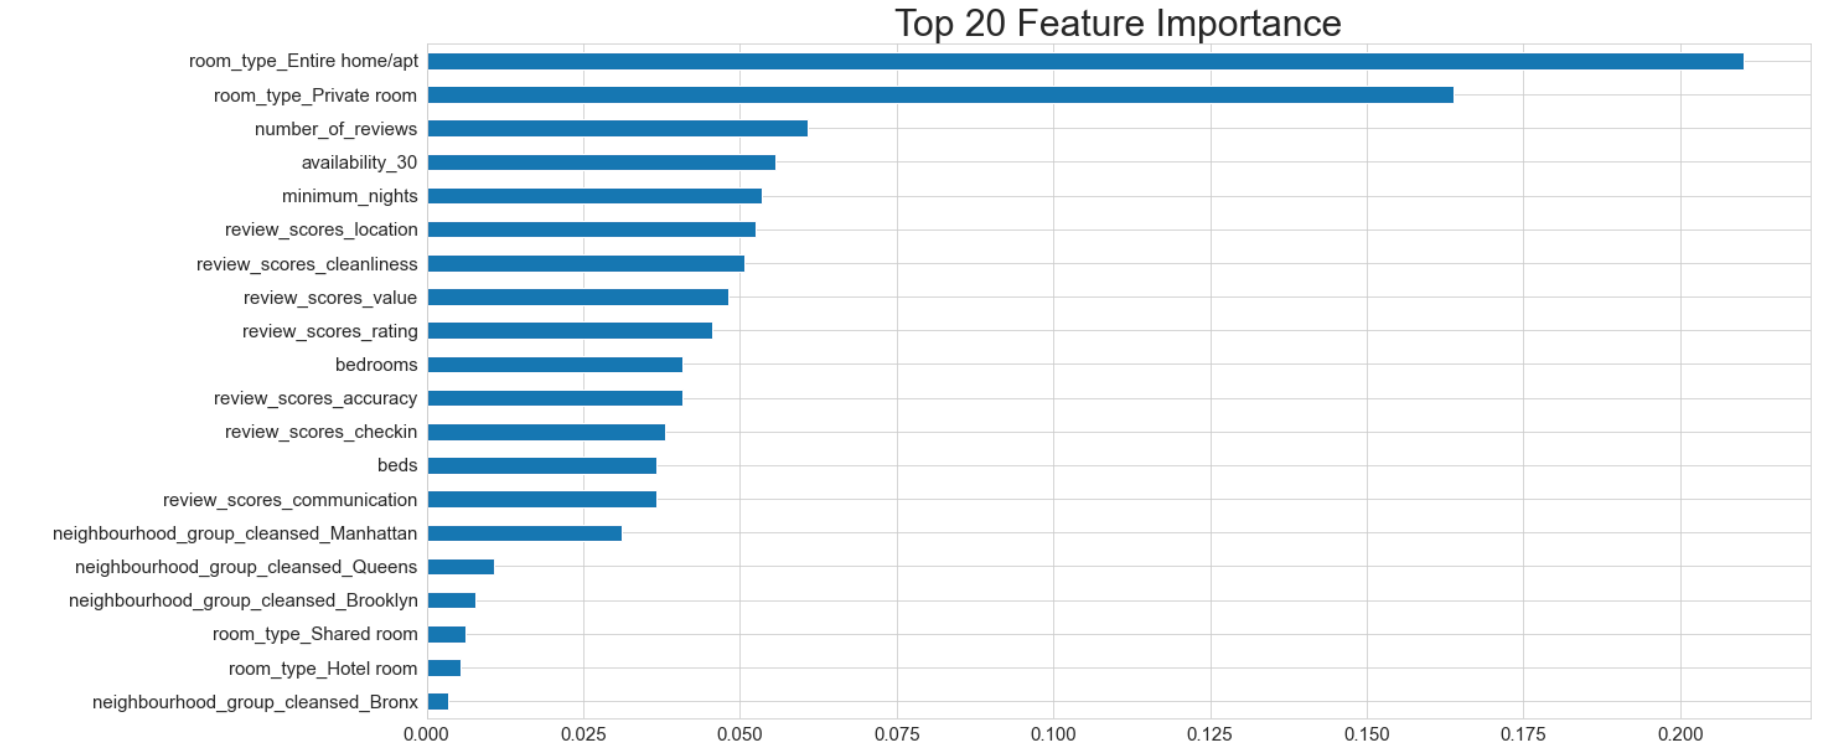 Top 20 Feature Importance
room_type_Entire home/apt
room_type_Private room
number_of_reviews
availability_30
minimum_nights
review_scores_location
review_scores_cleanliness
review_scores_value
review_scores_rating
bedrooms
review_scores_accuracy
review_scores_checkin
beds
review_scores_communication
neighbourhood_group_cleansed_Manhattan
neighbourhood_group_cleansed_Queens
neighbourhood_group_cleansed_Brooklyn
room_type_Shared room
room_type_Hotel room
neighbourhood_group_cleansed_Bronx
0.000 0.025 0.050 0.075 0.100 0.125 0.150 0.175 0.200